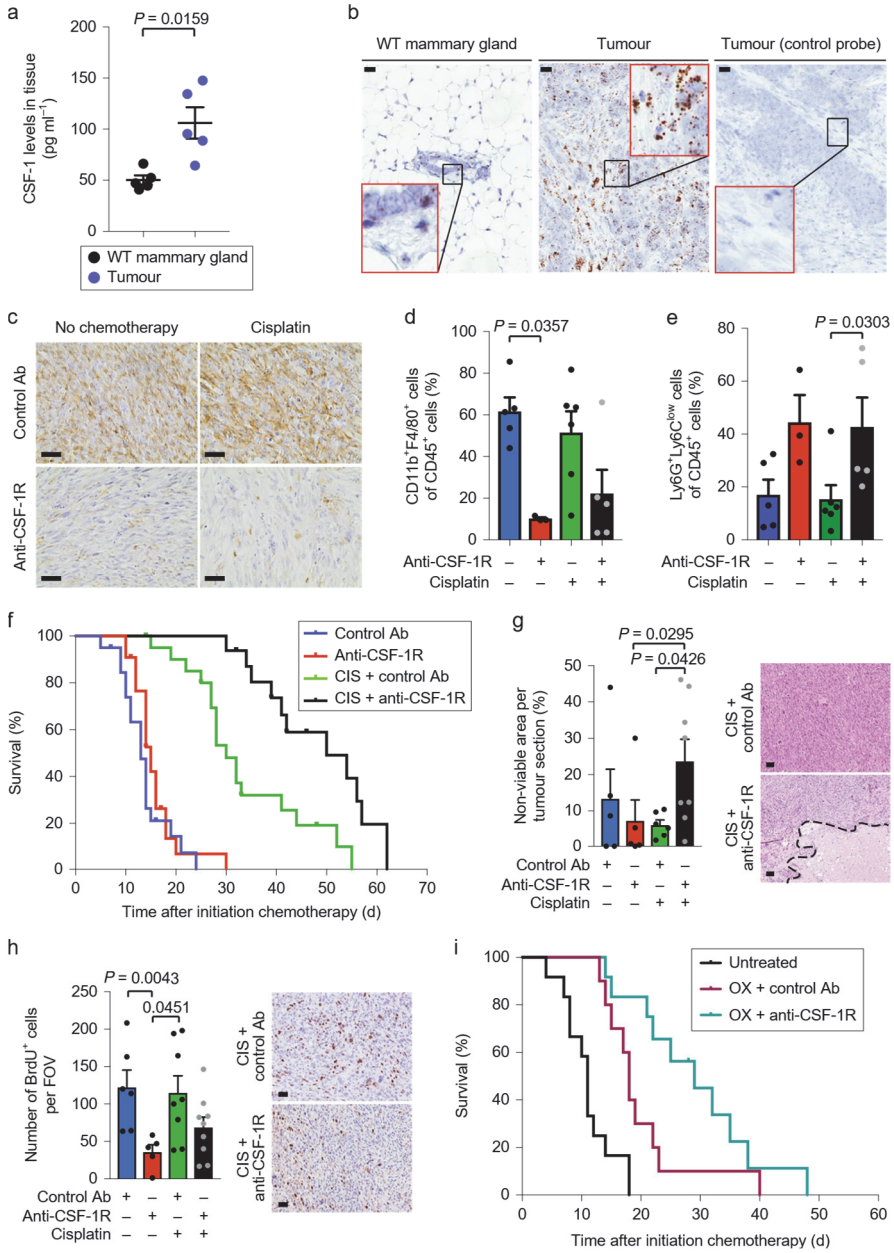 a
P = 0.0159
CSF-1 levels in tissue
(pg ml–1)
200
150
100
50
0
WT mammary gland
Tumour
b
WT mammary gland
Tumour
Tumour (control probe)
c
No chemotherapy
Cisplatin
Control Ab
Anti-CSF-1R
d
P = 0.0357
CD11b+F4/80+ cells
of CD45+ cells (%)
100
80
60
40
20
0
Anti-CSF-1R – + – +
Cisplatin – – + +
e
P = 0.0303
Ly6G+Ly6Clow cells
of CD45+ cells (%)
80
60
40
20
0
Anti-CSF-1R – + – +
Cisplatin – – + +
f
Survival (%)
100
80
60
40
20
0
0 10 20 30 40 50 60 70
Time after initiation chemotherapy (d)
Control Ab
Anti-CSF-1R
CIS + control Ab
CIS + anti-CSF-1R
g
P = 0.0295
P = 0.0426
Non-viable area per
tumour section (%)
50
40
30
20
10
0
Control Ab + – + –
Anti-CSF-1R – + – +
Cisplatin – – + +
CIS +
control Ab
CIS +
anti-CSF-1R
h
P = 0.0043
0.0451
Number of BrdU+ cells
per FOV
250
200
150
100
50
0
Control Ab + – + –
Anti-CSF-1R – + – +
Cisplatin – – + +
CIS +
control Ab
CIS +
anti-CSF-1R
i
Survival (%)
100
80
60
40
20
0
0 10 20 30 40 50 60
Time after initiation chemotherapy (d)
Untreated
OX + control Ab
OX + anti-CSF-1R